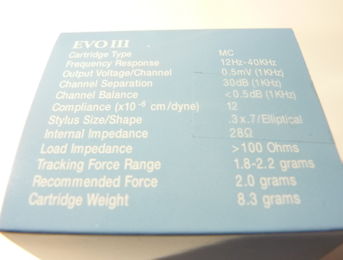 EVO III
Cartridge Type MC
Frequency Response 12Hz-40KHz
Output Voltage/Channel 0.5mV (1KHz)
Channel Separation 30dB (1KHz)
Channel Balance <0.5dB (1KHz)
Compliance (x10⁻⁶ cm/dyne) 12
Stylus Size/Shape .3x.7/Elliptical
Internal Impedance 28Ω
Load Impedance >100 Ohms
Tracking Force Range 1.8-2.2 grams
Recommended Force 2.0 grams
Cartridge Weight 8.3 grams